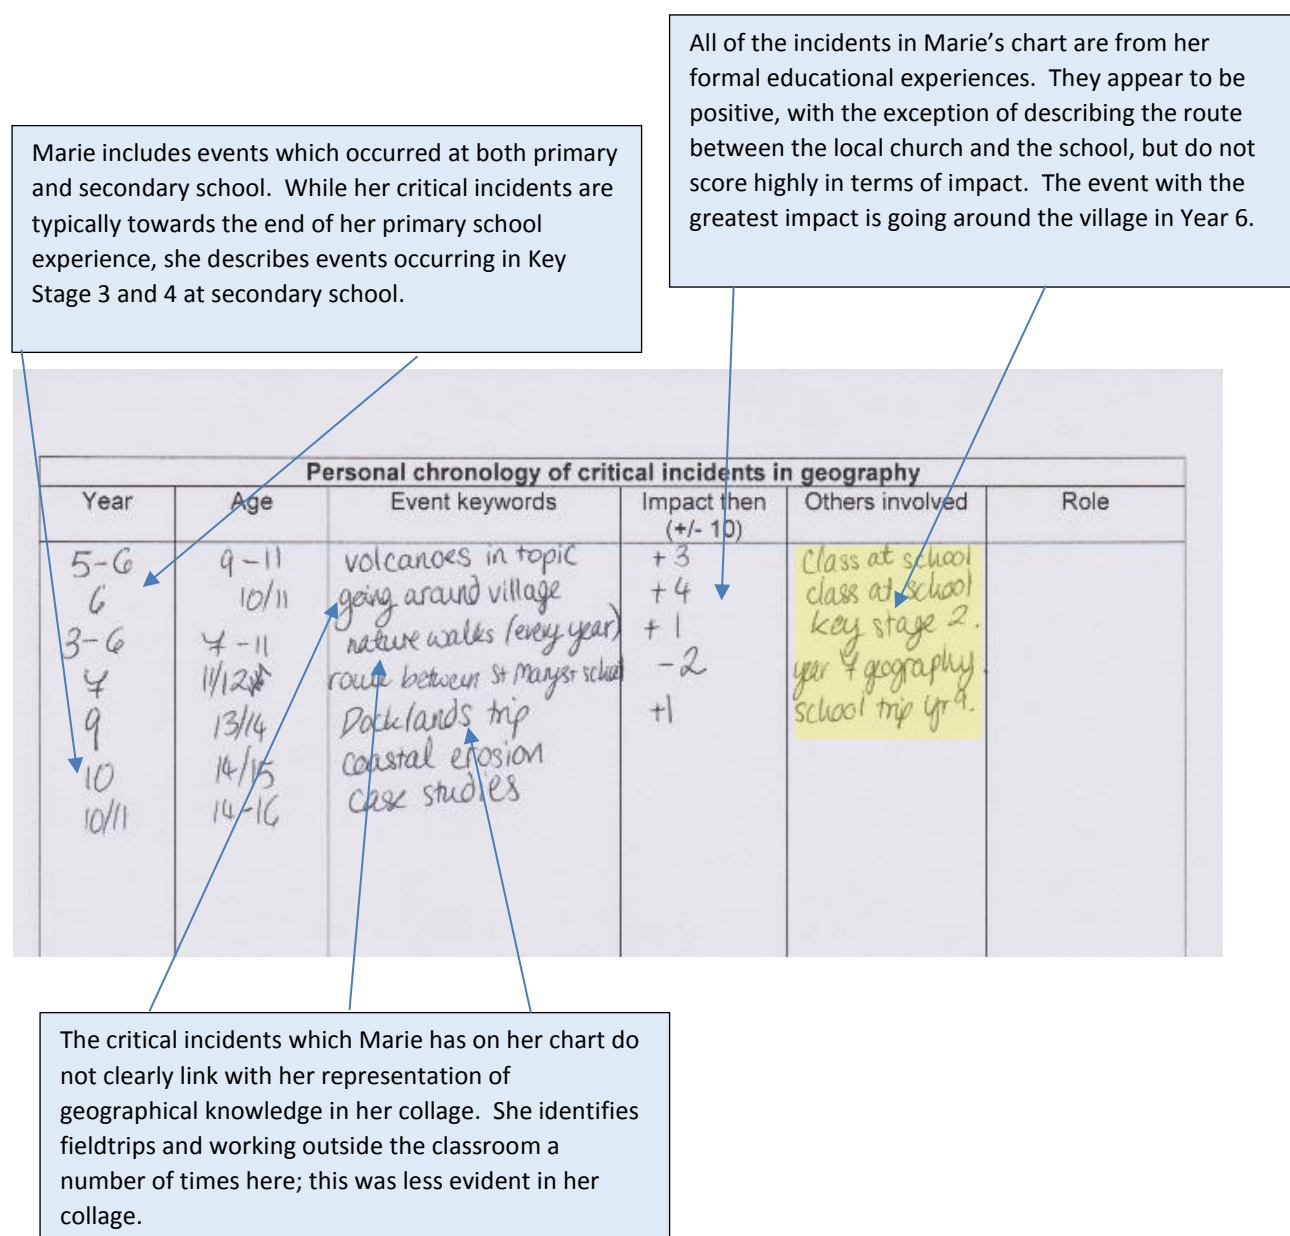 All of the incidents in Marie’s chart are from her
formal educational experiences.  They appear to be
positive, with the exception of describing the route
between the local church and the school, but do not
score highly in terms of impact.  The event with the
greatest impact is going around the village in Year 6.
Marie includes events which occurred at both primary
and secondary school.  While her critical incidents are
typically towards the end of her primary school
experience, she describes events occurring in Key
Stage 3 and 4 at secondary school.
Personal chronology of critical incidents in geography
Year Age Event keywords Impact then (+/- 10) Others involved Role
5-6 9-11 volcanoes in topic +3 class at school
6 10/11 going around village +4 class at school
3-6 7-11 nature walks (every year) +1 key stage 2.
7 11/12 route between St Marys + school -2 year 7 geography.
9 13/14 Docklands trip +1 school trip yr 9.
10 14/15 coastal erosion
10/11 14-16 case studies
The critical incidents which Marie has on her chart do
not clearly link with her representation of
geographical knowledge in her collage.  She identifies
fieldtrips and working outside the classroom a
number of times here; this was less evident in her
collage.